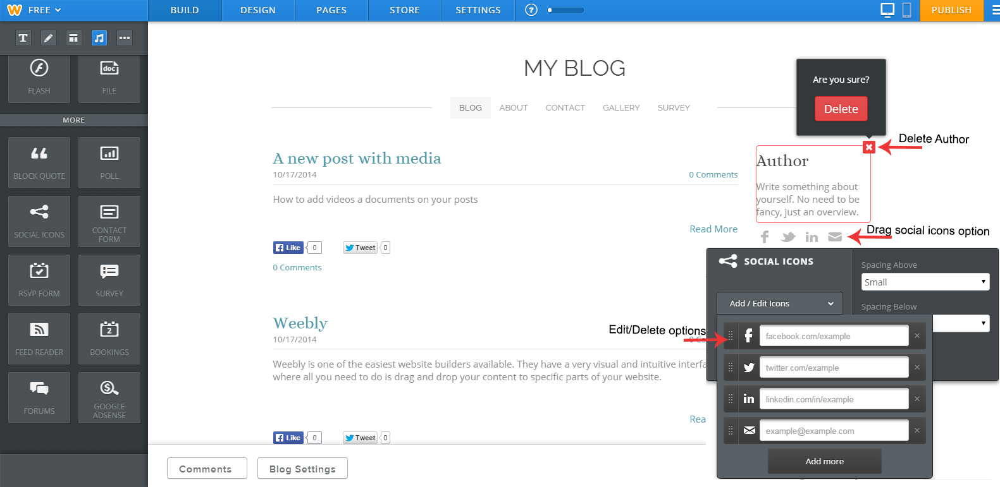 FREE
BUILD
DESIGN
PAGES
STORE
SETTINGS
?
PUBLISH
T
FLASH
doc
FILE
MORE
BLOCK QUOTE
POLL
SOCIAL ICONS
CONTACT
FORM
RSVP FORM
SURVEY
FEED READER
2
BOOKINGS
FORUMS
GOOGLE
ADSENSE
MY BLOG
BLOG
ABOUT
CONTACT
GALLERY
SURVEY
Are you sure?
Delete
Delete Author
A new post with media
10/17/2014
0 Comments
How to add videos a documents on your posts
Read More
Like 0
Tweet 0
0 Comments
Author
Write something about
yourself. No need to be
fancy, just an overview.
Drag social icons option
Weebly
10/17/2014
Edit/Delete options
Weebly is one of the easiest website builders available. They have a very visual and intuitive interfa
where all you need to do is drag and drop your content to specific parts of your website.
Rea
Like 0
Tweet 0
SOCIAL ICONS
Add / Edit Icons
Spacing Above
Small
Spacing Below
facebook.com/example
twitter.com/example
linkedin.com/in/example
example@example.com
Add more
Comments
Blog Settings